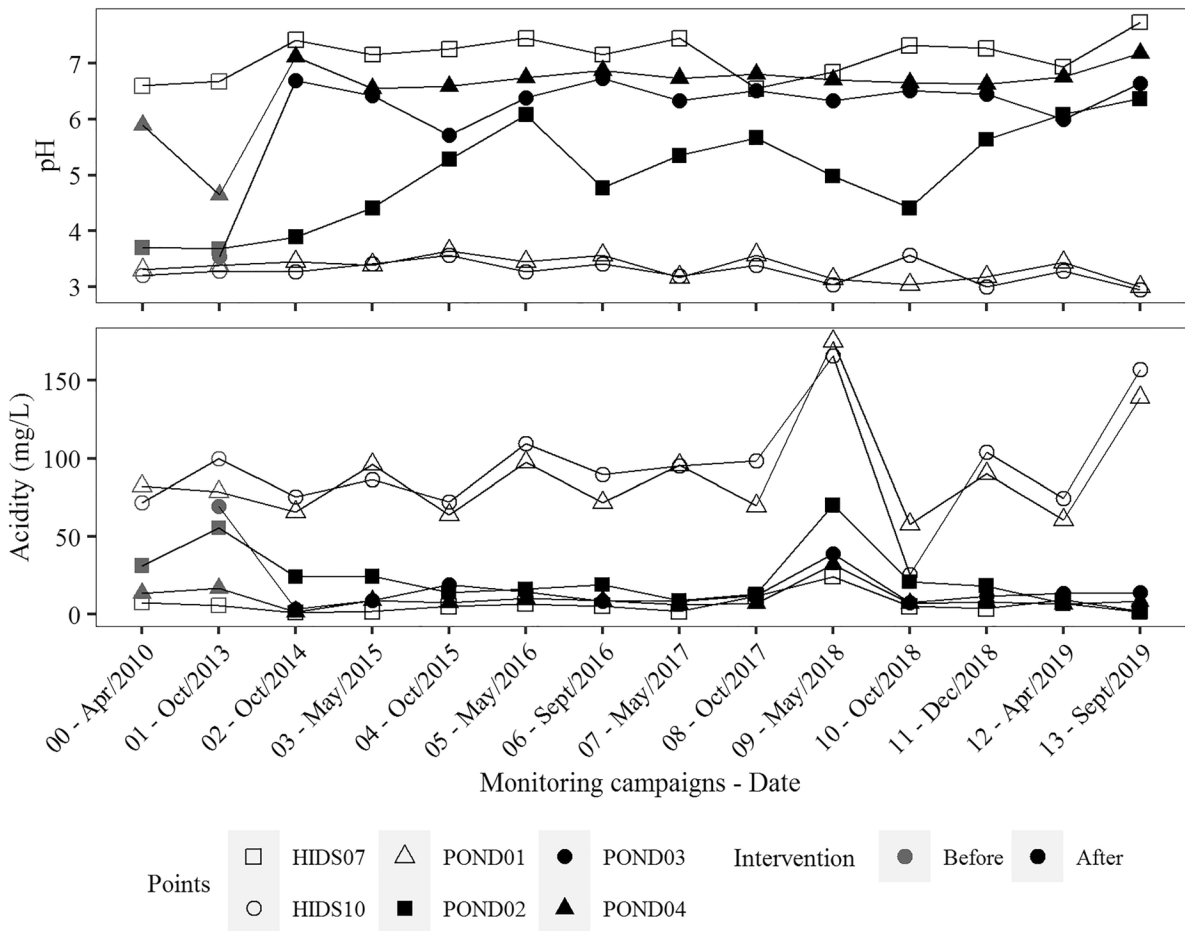 7
6
5
4
3
pH
150
100
50
0
Acidity (mg/L)
00 - Apr/2010
01 - Oct/2013
02 - Oct/2014
03 - May/2015
04 - Oct/2015
05 - May/2016
06 - Sept/2016
07 - May/2017
08 - Oct/2017
09 - May/2018
10 - Oct/2018
11 - Dec/2018
12 - Apr/2019
13 - Sept/2019
Monitoring campaigns - Date
Points
HIDS07 POND01 POND03
HIDS10 POND02 POND04
Intervention Before After